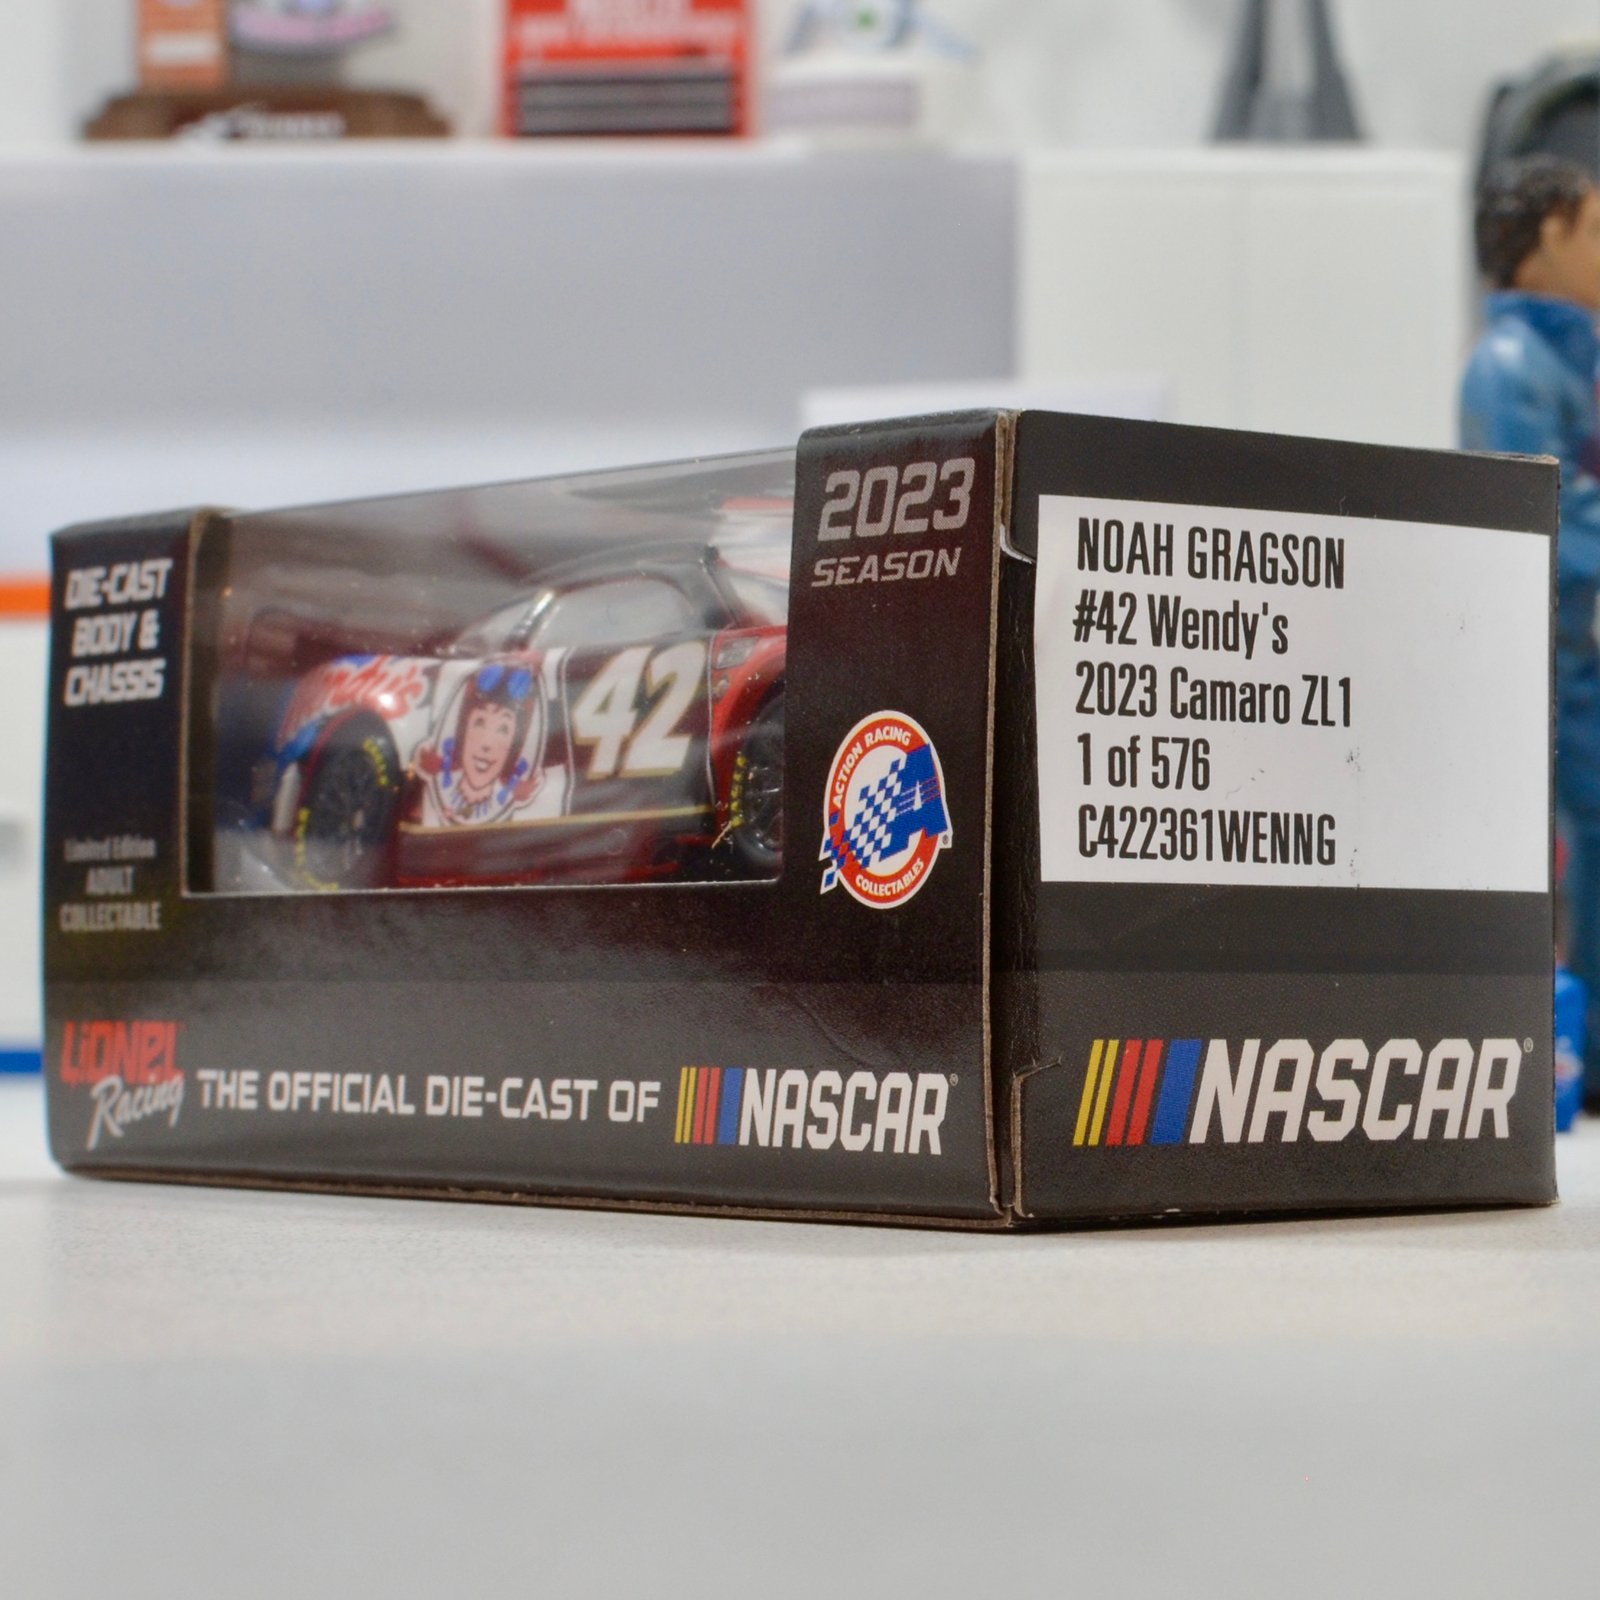 DIE-CAST
BODY &
CHASSIS
Limited Edition
ADULT
COLLECTABLE
LIONEL
Racing
THE OFFICIAL DIE-CAST OF
NASCAR®
42
2023
SEASON
ACTION RACING
COLLECTABLES
NOAH GRAGSON
#42 Wendy's
2023 Camaro ZL1
1 of 576
C422361WENNG
NASCAR®